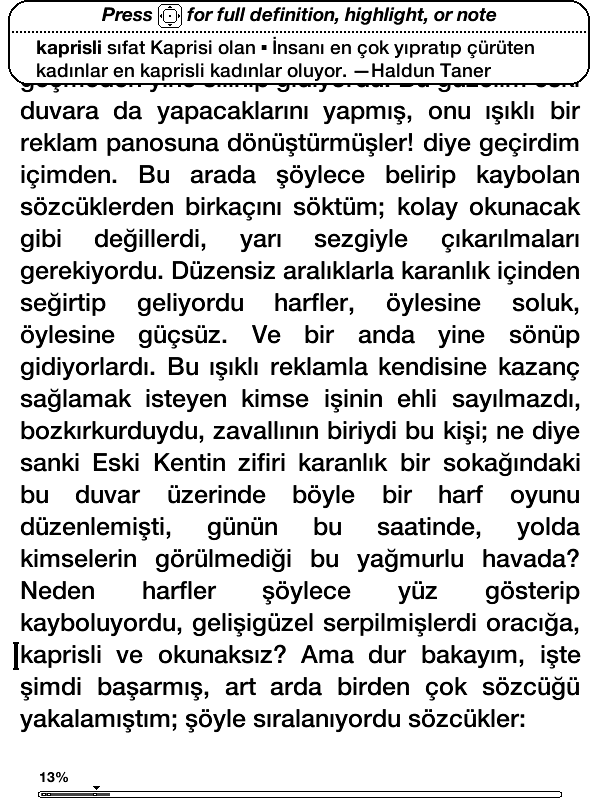 Press for full definition, highlight, or note
kaprisli sıfat Kaprisi olan ▪ İnsanı en çok yıpratıp çürüten
kadınlar en kaprisli kadınlar oluyor. —Haldun Taner
duvara da yapacaklarını yapmış, onu ışıklı bir
reklam panosuna dönüştürmüşler! diye geçirdim
içimden. Bu arada şöylece belirip kaybolan
sözcüklerden birkaçını söktüm; kolay okunacak
gibi değillerdi, yarı sezgiyle çıkarılmaları
gerekiyordu. Düzensiz aralıklarla karanlık içinden
seğirtip geliyordu harfler, öylesine soluk,
öylesine güçsüz. Ve bir anda yine sönüp
gidiyorlardı. Bu ışıklı reklamla kendisine kazanç
sağlamak isteyen kimse işinin ehli sayılmazdı,
bozkırkurduydu, zavallının biriydi bu kişi; ne diye
sanki Eski Kentin zifiri karanlık bir sokağındaki
bu duvar üzerinde böyle bir harf oyunu
düzenlemişti, günün bu saatinde, yolda
kimselerin görülmediği bu yağmurlu havada?
Neden harfler şöylece yüz gösterip
kayboluyordu, gelişigüzel serpilmişlerdi oracığa,
kaprisli ve okunaksız? Ama dur bakayım, işte
şimdi başarmış, art arda birden çok sözcüğü
yakalamıştım; şöyle sıralanıyordu sözcükler:
13%